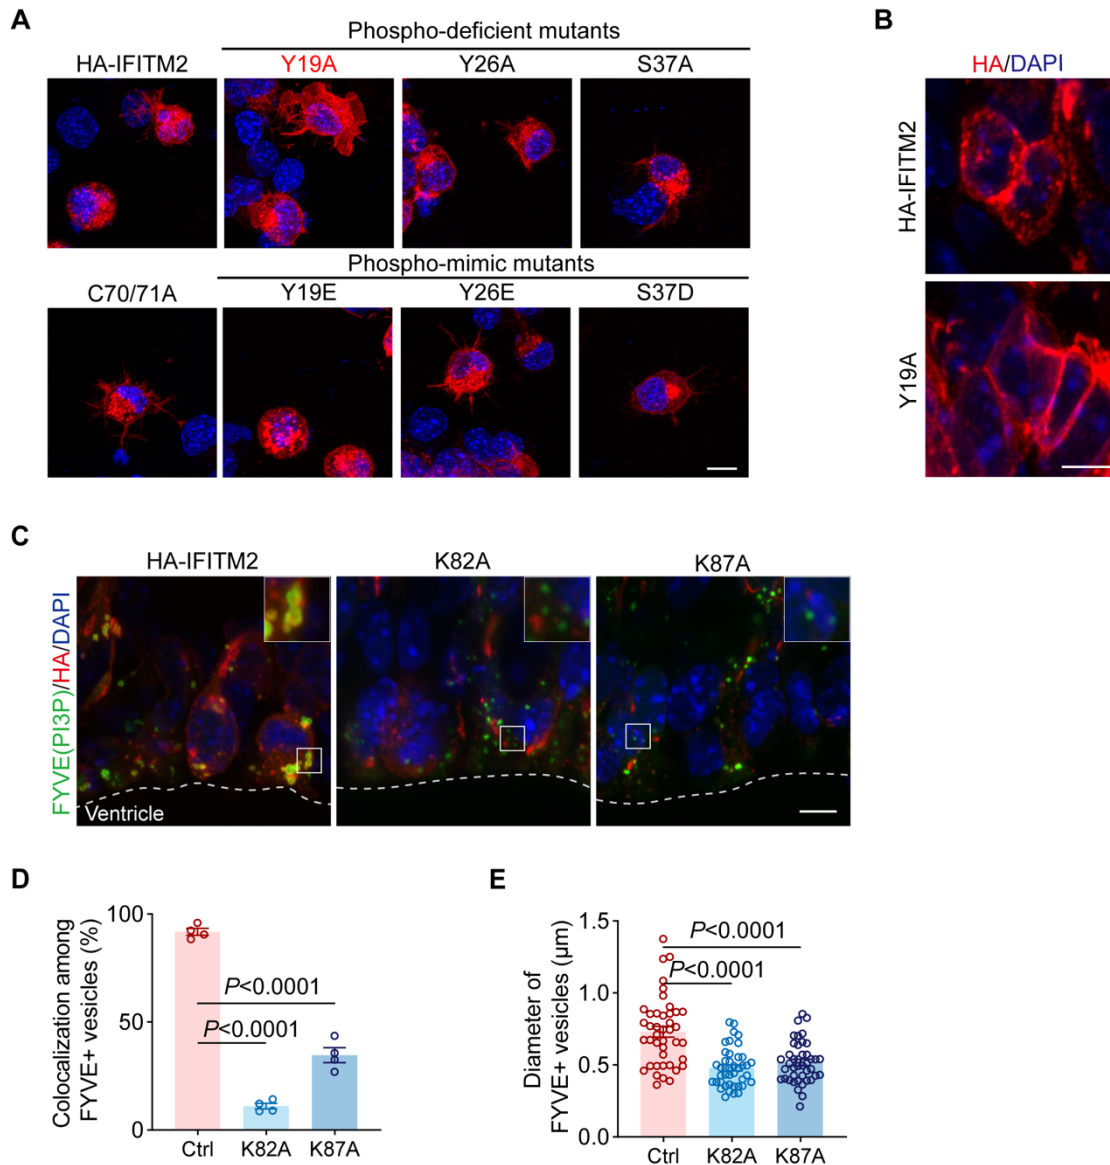 A
Phospho-deficient mutants
HA-IFITM2
Y19A
Y26A
S37A
Phospho-mimic mutants
C70/71A
Y19E
Y26E
S37D
B
HA/DAPI
HA-IFITM2
Y19A
C
HA-IFITM2
K82A
K87A
FYVE(PI3P)/HA/DAPI
Ventricle
D
Colocalization among
FYVE+ vesicles (%)
100
50
0
P<0.0001
P<0.0001
Ctrl
K82A
K87A
E
Diameter of
FYVE+ vesicles (μm)
1.5
1.0
0.5
0.0
P<0.0001
P<0.0001
Ctrl
K82A
K87A